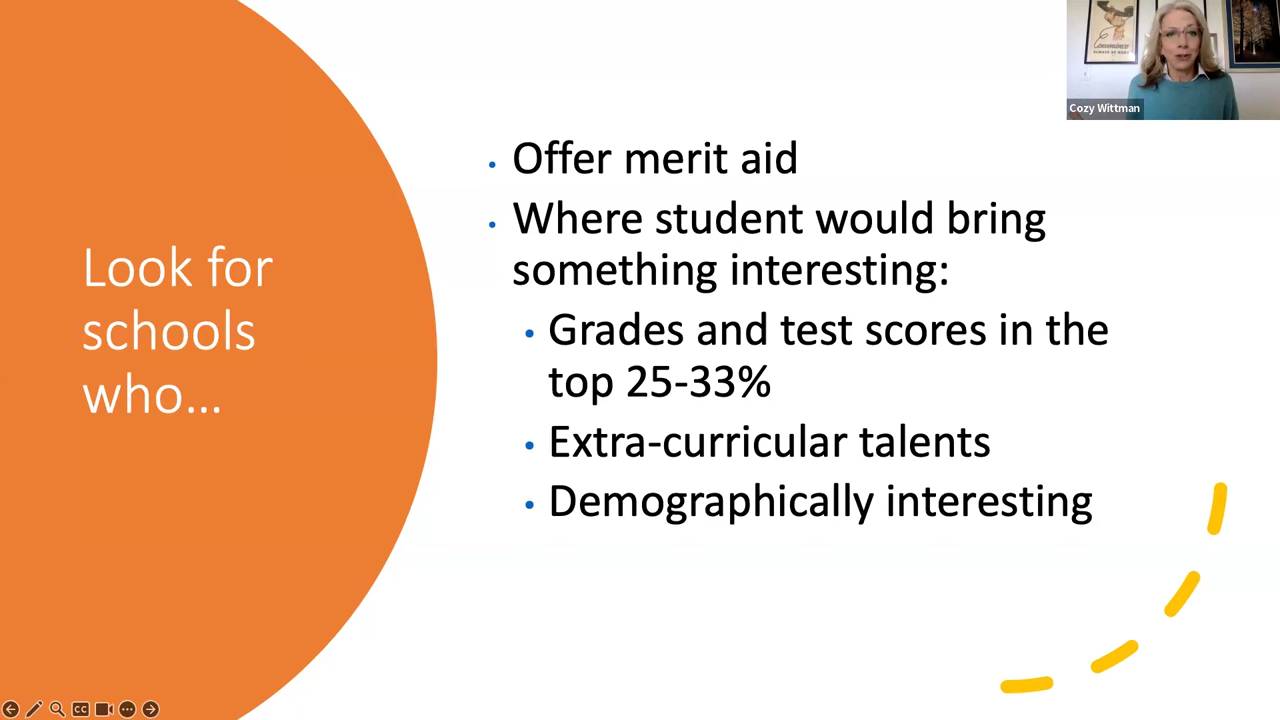 Look for
schools
who...
• Offer merit aid
• Where student would bring
something interesting:
• Grades and test scores in the
top 25-33%
• Extra-curricular talents
• Demographically interesting
Cozy Wittman
CC